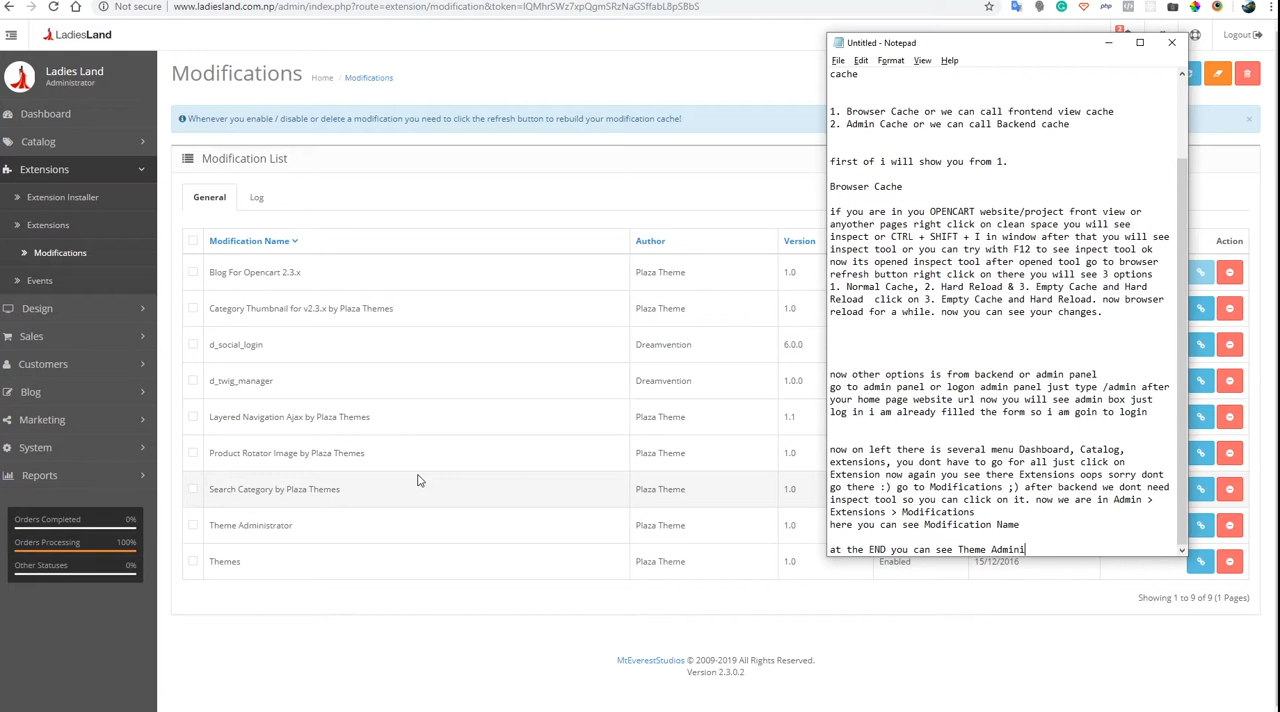 Not secure www.ladiesland.com.np/admin/index.php?route=extension/modification&token=IQMhrSWz7xpQgmSRzNaGSffabL8pSBbS
LadiesLand
2
Logout
Ladies Land
Administrator
Dashboard
Catalog
Extensions
Extension Installer
Extensions
Modifications
Events
Design
Sales
Customers
Blog
Marketing
System
Reports
Orders Completed 0%
Orders Processing 100%
Other Statuses 0%
Modifications Home / Modifications
Whenever you enable / disable or delete a modification you need to click the refresh button to rebuild your modification cache!
Modification List
General Log
Modification Name Author Version Action
Blog For Opencart 2.3.x Plaza Theme 1.0
Category Thumbnail for v2.3.x by Plaza Themes Plaza Theme 1.0
d_social_login Dreamvention 6.0.0
d_twig_manager Dreamvention 1.0.0
Layered Navigation Ajax by Plaza Themes Plaza Theme 1.1
Product Rotator Image by Plaza Themes Plaza Theme 1.0
Search Category by Plaza Themes Plaza Theme 1.0
Theme Administrator Plaza Theme 1.0
Themes Plaza Theme 1.0 Enabled 15/12/2016
Showing 1 to 9 of 9 (1 Pages)
MtEverestStudios © 2009-2019 All Rights Reserved.
Version 2.3.0.2
Untitled - Notepad
File Edit Format View Help
cache
1. Browser Cache or we can call frontend view cache
2. Admin Cache or we can call Backend cache
first of i will show you from 1.
Browser Cache
if you are in you OPENCART website/project front view or
anyother pages right click on clean space you will see
inspect or CTRL + SHIFT + I in window after that you will see
inspect tool or you can try with F12 to see inpect tool ok
now its opened inspect tool after opened tool go to browser
refresh button right click on there you will see 3 options
1. Normal Cache, 2. Hard Reload & 3. Empty Cache and Hard
Reload  click on 3. Empty Cache and Hard Reload. now browser
reload for a while. now you can see your changes.
now other options is from backend or admin panel
go to admin panel or logon admin panel just type /admin after
your home page website url now you will see admin box just
log in i am already filled the form so i am goin to login
now on left there is several menu Dashboard, Catalog,
extensions, you dont have to go for all just click on
Extension now again you see there Extensions oops sorry dont
go there :) go to Modifications ;) after backend we dont need
inspect tool so you can click on it. now we are in Admin >
Extensions > Modifications
here you can see Modification Name
at the END you can see Theme Admini